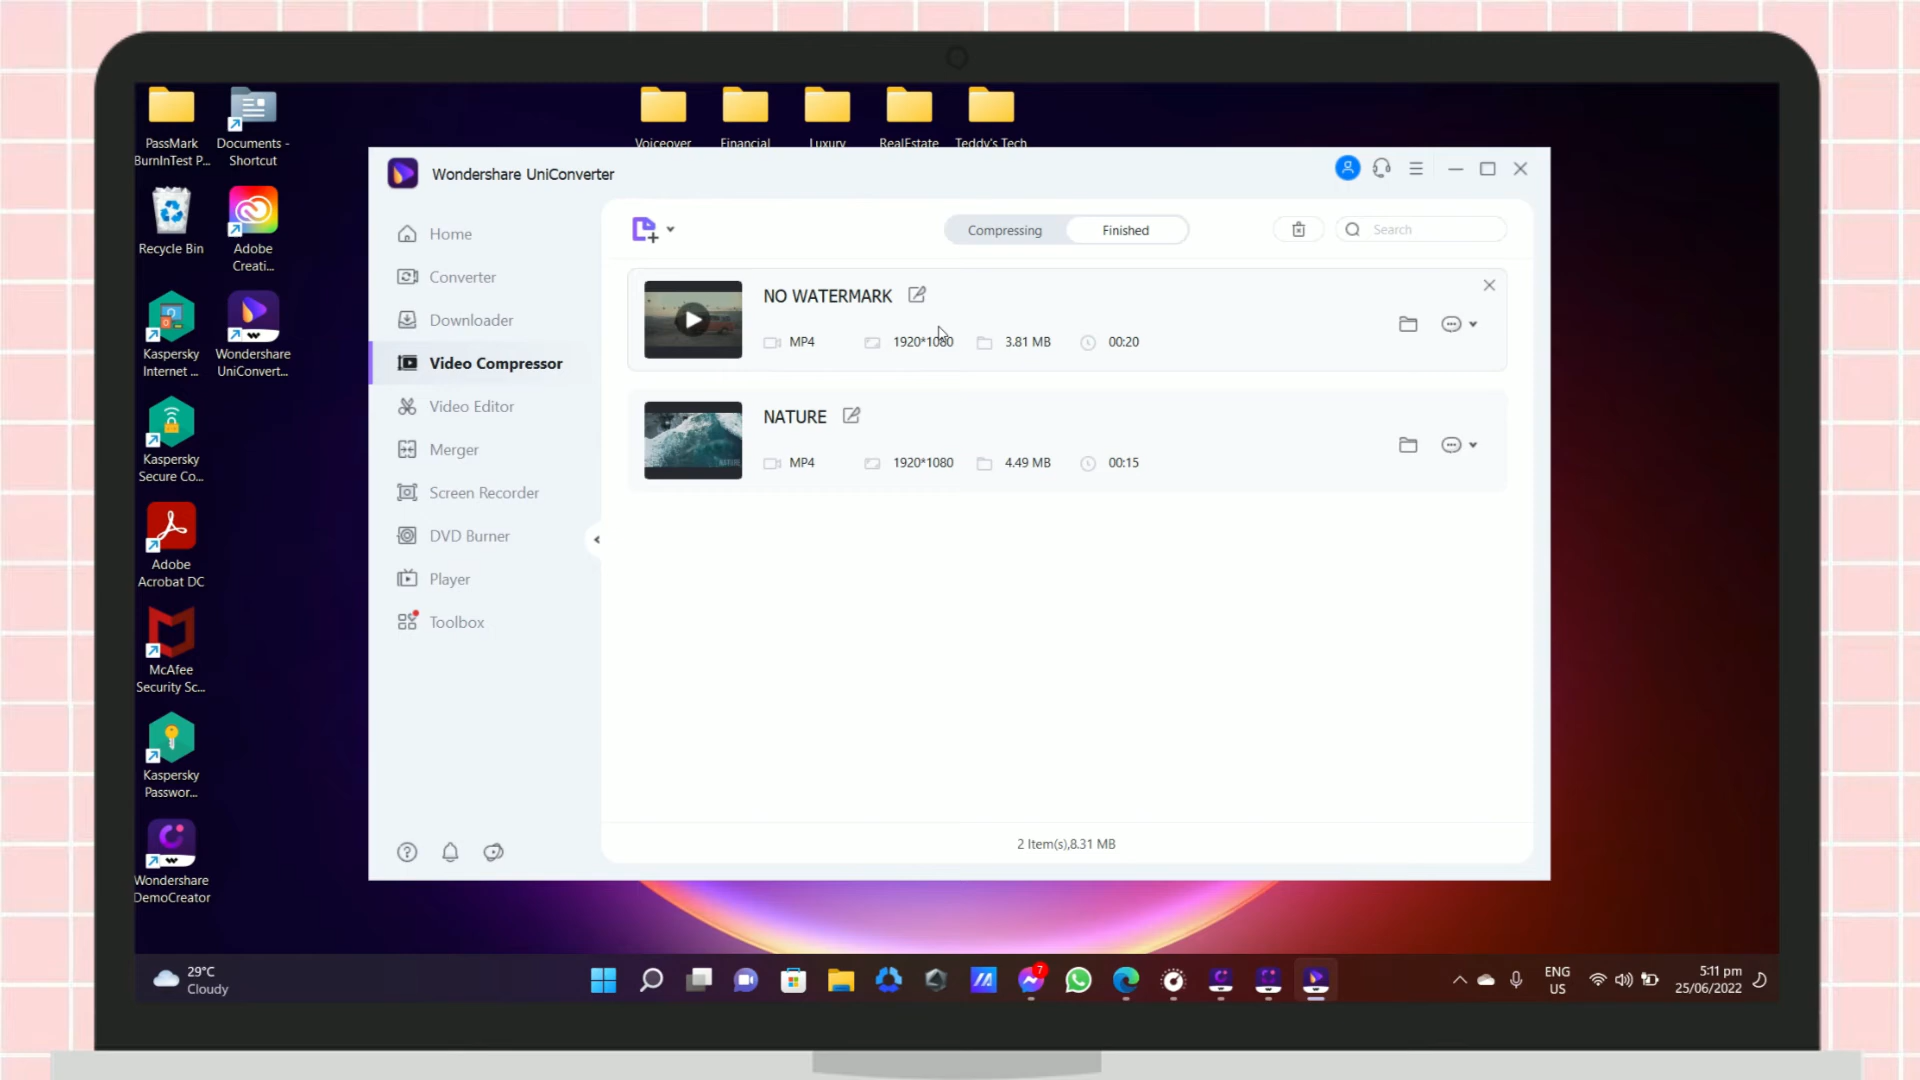 PassMark
BurnInTest P...
Documents -
Shortcut
Voiceover
Financial
Luxury
RealEstate
Teddy's Tech
Recycle Bin
Adobe
Creati...
Kaspersky
Internet ...
Wondershare
UniConvert...
Kaspersky
Secure Co...
Adobe
Acrobat DC
McAfee
Security Sc...
Kaspersky
Passwor...
Wondershare
DemoCreator
Wondershare UniConverter
Home
Converter
Downloader
Video Compressor
Video Editor
Merger
Screen Recorder
DVD Burner
Player
Toolbox
Compressing
Finished
Search
NO WATERMARK
MP4
1920*1080
3.81 MB
00:20
NATURE
MP4
1920*1080
4.49 MB
00:15
NATURE
2 Item(s),8.31 MB
29°C
Cloudy
7
ENG
US
5:11 pm
25/06/2022